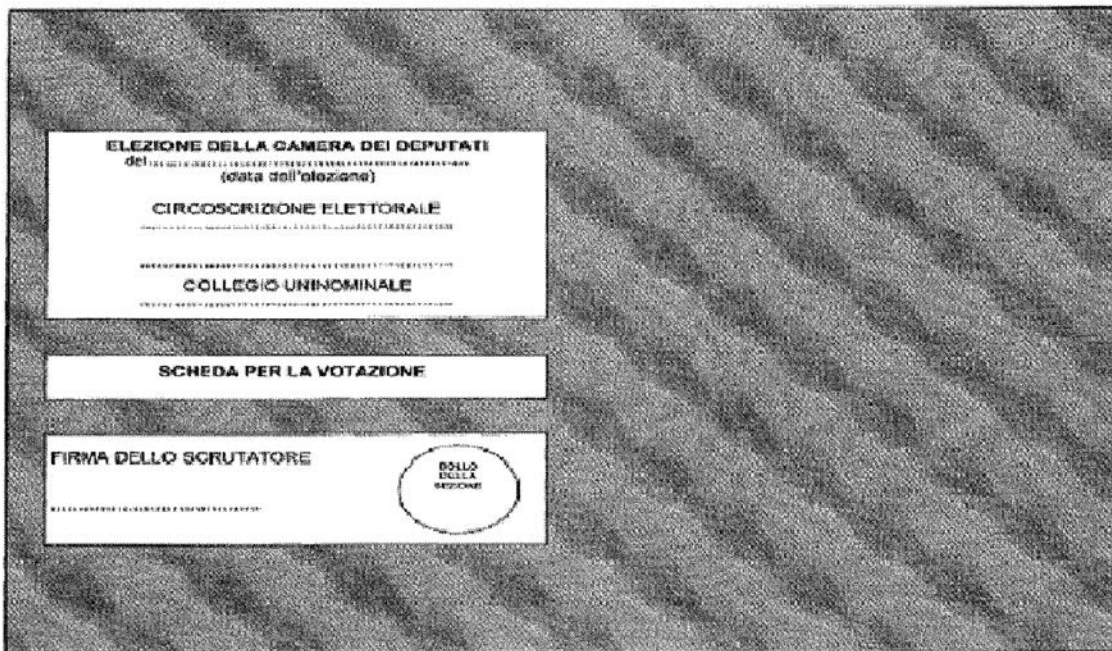 ELEZIONE DELLA CAMERA DEI DEPUTATI
del
(data dell'elezione)
CIRCOSCRIZIONE ELETTORALE
COLLEGIO UNINOMINALE
SCHEDA PER LA VOTAZIONE
FIRMA DELLO SCRUTATORE
BOLLO
DELLA
SEZIONE